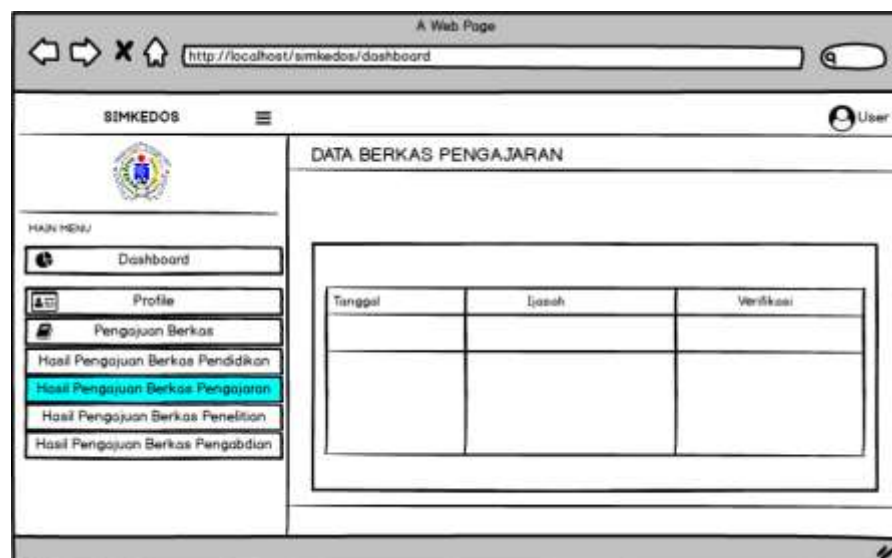 A Web Page
http://localhost/simkedos/dashboard
SIMKEDOS
User
DATA BERKAS PENGAJARAN
MAIN MENU
Dashboard
Profile
Pengajuan Berkas
Hasil Pengajuan Berkas Pendidikan
Hasil Pengajuan Berkas Pengajaran
Hasil Pengajuan Berkas Penelitian
Hasil Pengajuan Berkas Pengabdian
Tanggal Ijasah Verifikasi